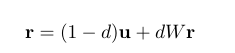 r = (1 − d)u + dWr